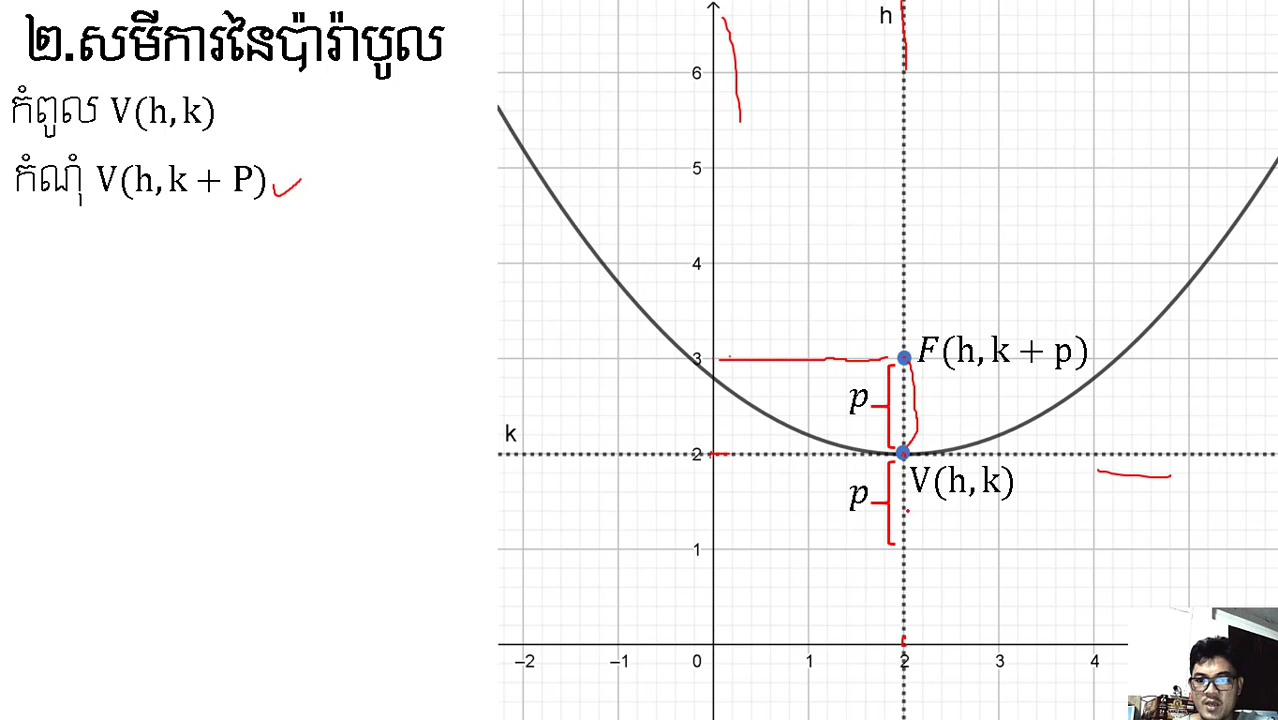 ២.សមីការនៃប៉ារ៉ាបូល
កំពូល V(h, k)
កំណុំ V(h, k + P)
h
6
5
4
3
F(h, k + p)
p
k
2
V(h, k)
p
1
−2 −1 0 1 2 3 4